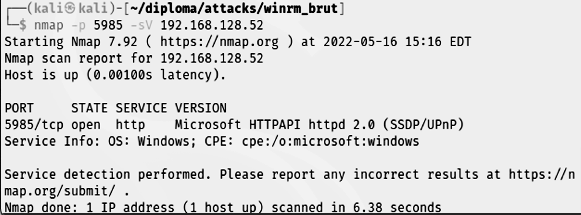 (kali㉿kali)-[~/diploma/attacks/winrm_brut]
$ nmap -p 5985 -sV 192.168.128.52
Starting Nmap 7.92 ( https://nmap.org ) at 2022-05-16 15:16 EDT
Nmap scan report for 192.168.128.52
Host is up (0.00100s latency).
PORT     STATE SERVICE VERSION
5985/tcp open  http    Microsoft HTTPAPI httpd 2.0 (SSDP/UPnP)
Service Info: OS: Windows; CPE: cpe:/o:microsoft:windows
Service detection performed. Please report any incorrect results at https://n
map.org/submit/ .
Nmap done: 1 IP address (1 host up) scanned in 6.38 seconds